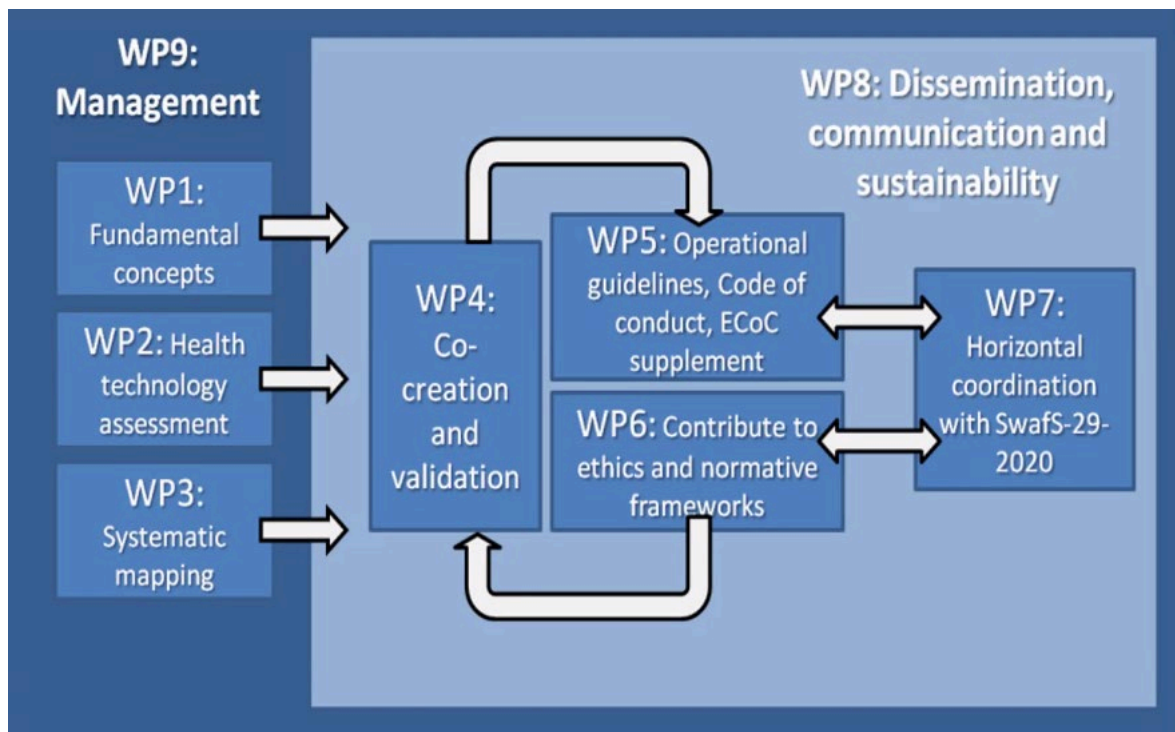 WP9:
Management
WP8: Dissemination,
communication and
sustainability
WP1:
Fundamental
concepts
WP2: Health
technology
assessment
WP3:
Systematic
mapping
WP4:
Co-
creation
and
validation
WP5: Operational
guidelines, Code of
conduct, ECoC
supplement
WP6: Contribute to
ethics and normative
frameworks
WP7:
Horizontal
coordination
with SwafS-29-
2020